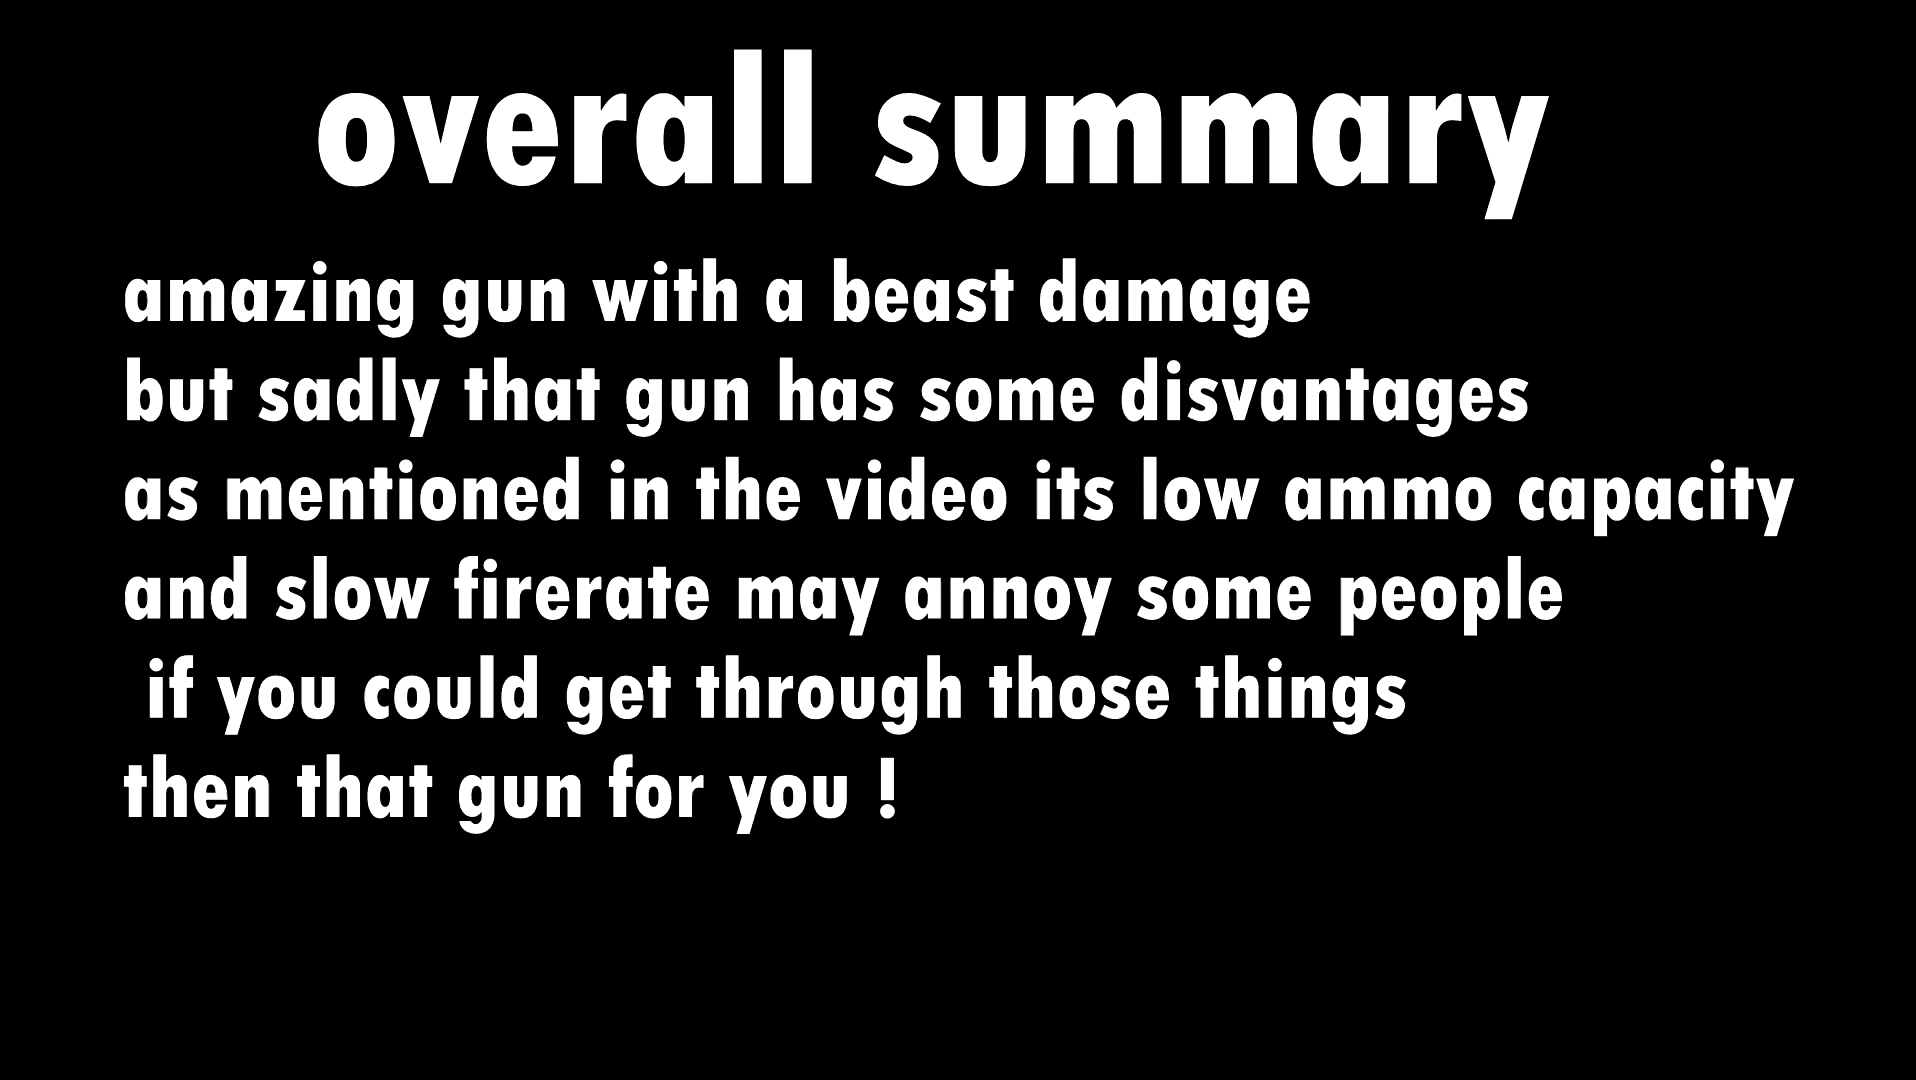 overall summary
amazing gun with a beast damage
but sadly that gun has some disvantages
as mentioned in the video its low ammo capacity
and slow firerate may annoy some people
if you could get through those things
then that gun for you !